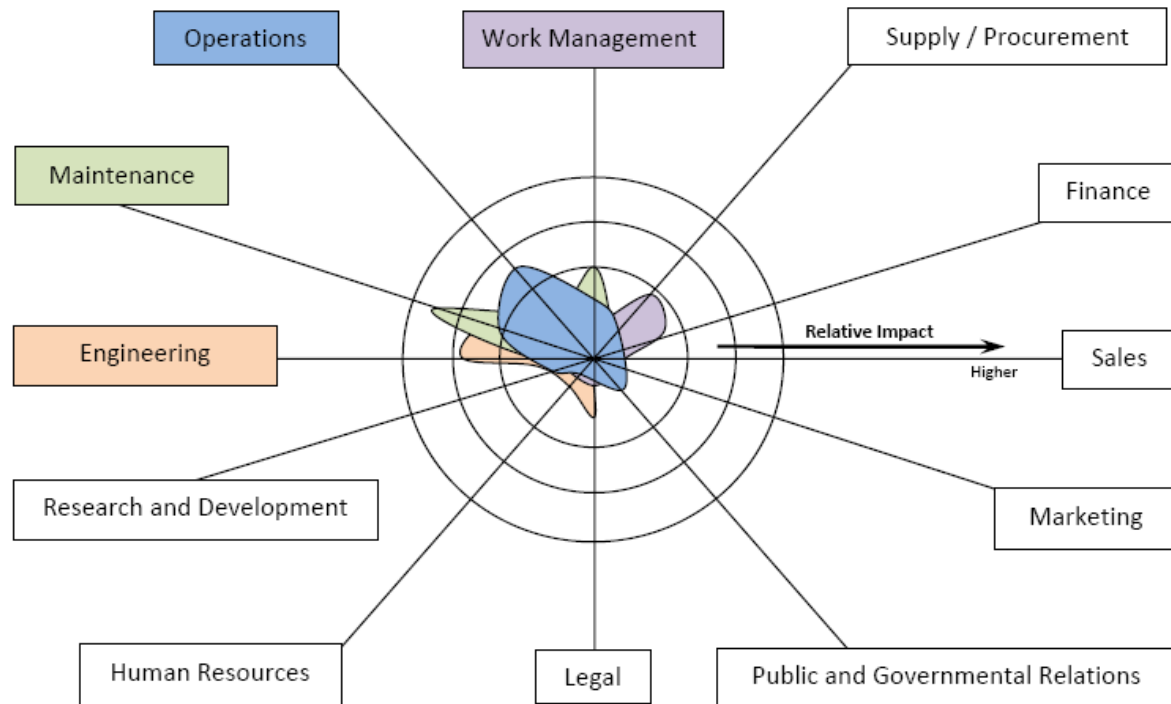 Operations
Work Management
Supply / Procurement
Maintenance
Finance
Relative Impact
Engineering
Sales
Higher
Research and Development
Marketing
Human Resources
Legal
Public and Governmental Relations